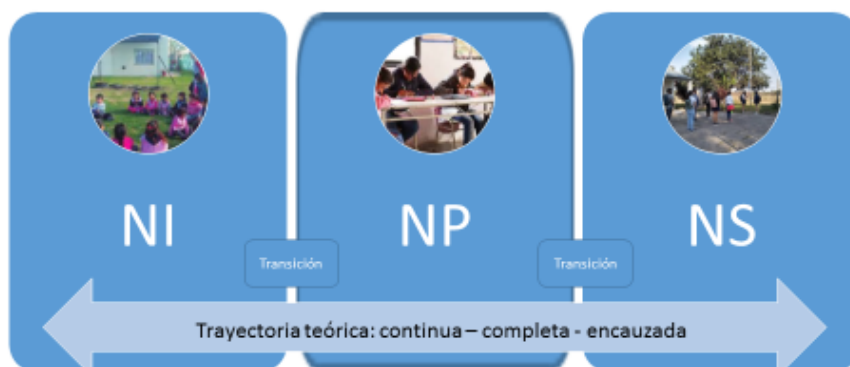 NI
NP
NS
Transición
Transición
Trayectoria teórica: continua – completa - encauzada